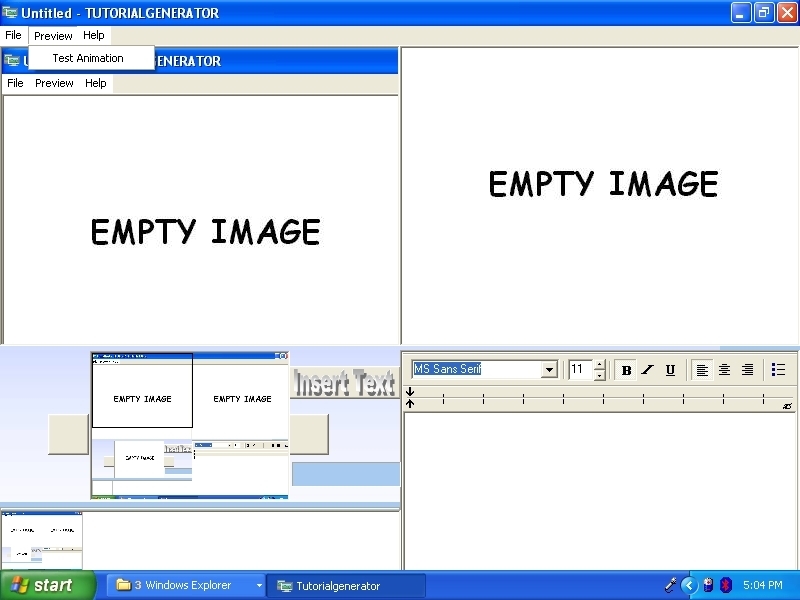 Untitled - TUTORIALGENERATOR
File Preview Help
Test Animation
ENERATOR
File Preview Help
EMPTY IMAGE
EMPTY IMAGE
EMPTY IMAGE
EMPTY IMAGE
EMPTY IMAGE
Insert Text
MS Sans Serif
11
B I U
start
3 Windows Explorer
Tutorialgenerator
5:04 PM